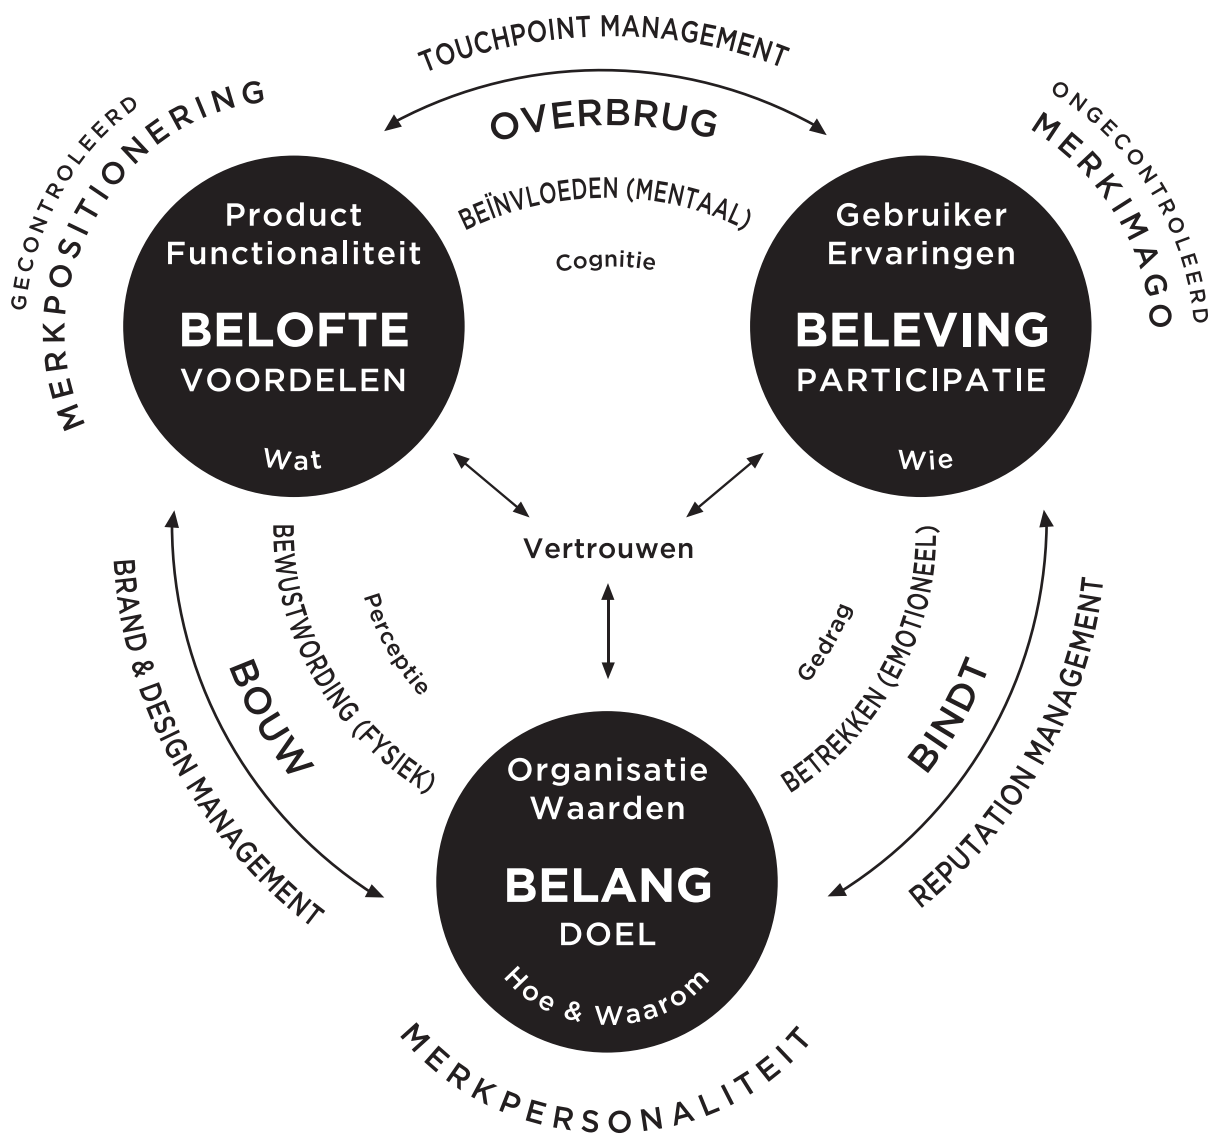 TOUCHPOINT MANAGEMENT
OVERBRUG
BEÏNVLOEDEN (MENTAAL)
Cognitie
GECONTROLEERD
MERKPOSITIONERING
Product
Functionaliteit
BELOFTE
VOORDELEN
Wat
ONGECONTROLEERD
MERKIMAGO
Gebruiker
Ervaringen
BELEVING
PARTICIPATIE
Wie
Vertrouwen
BRAND & DESIGN MANAGEMENT
BOUW
BEWUSTWORDING (FYSIEK)
Perceptie
Gedrag
BETREKKEN (EMOTIONEEL)
BINDT
REPUTATION MANAGEMENT
Organisatie
Waarden
BELANG
DOEL
Hoe & Waarom
MERKPERSONALITEIT